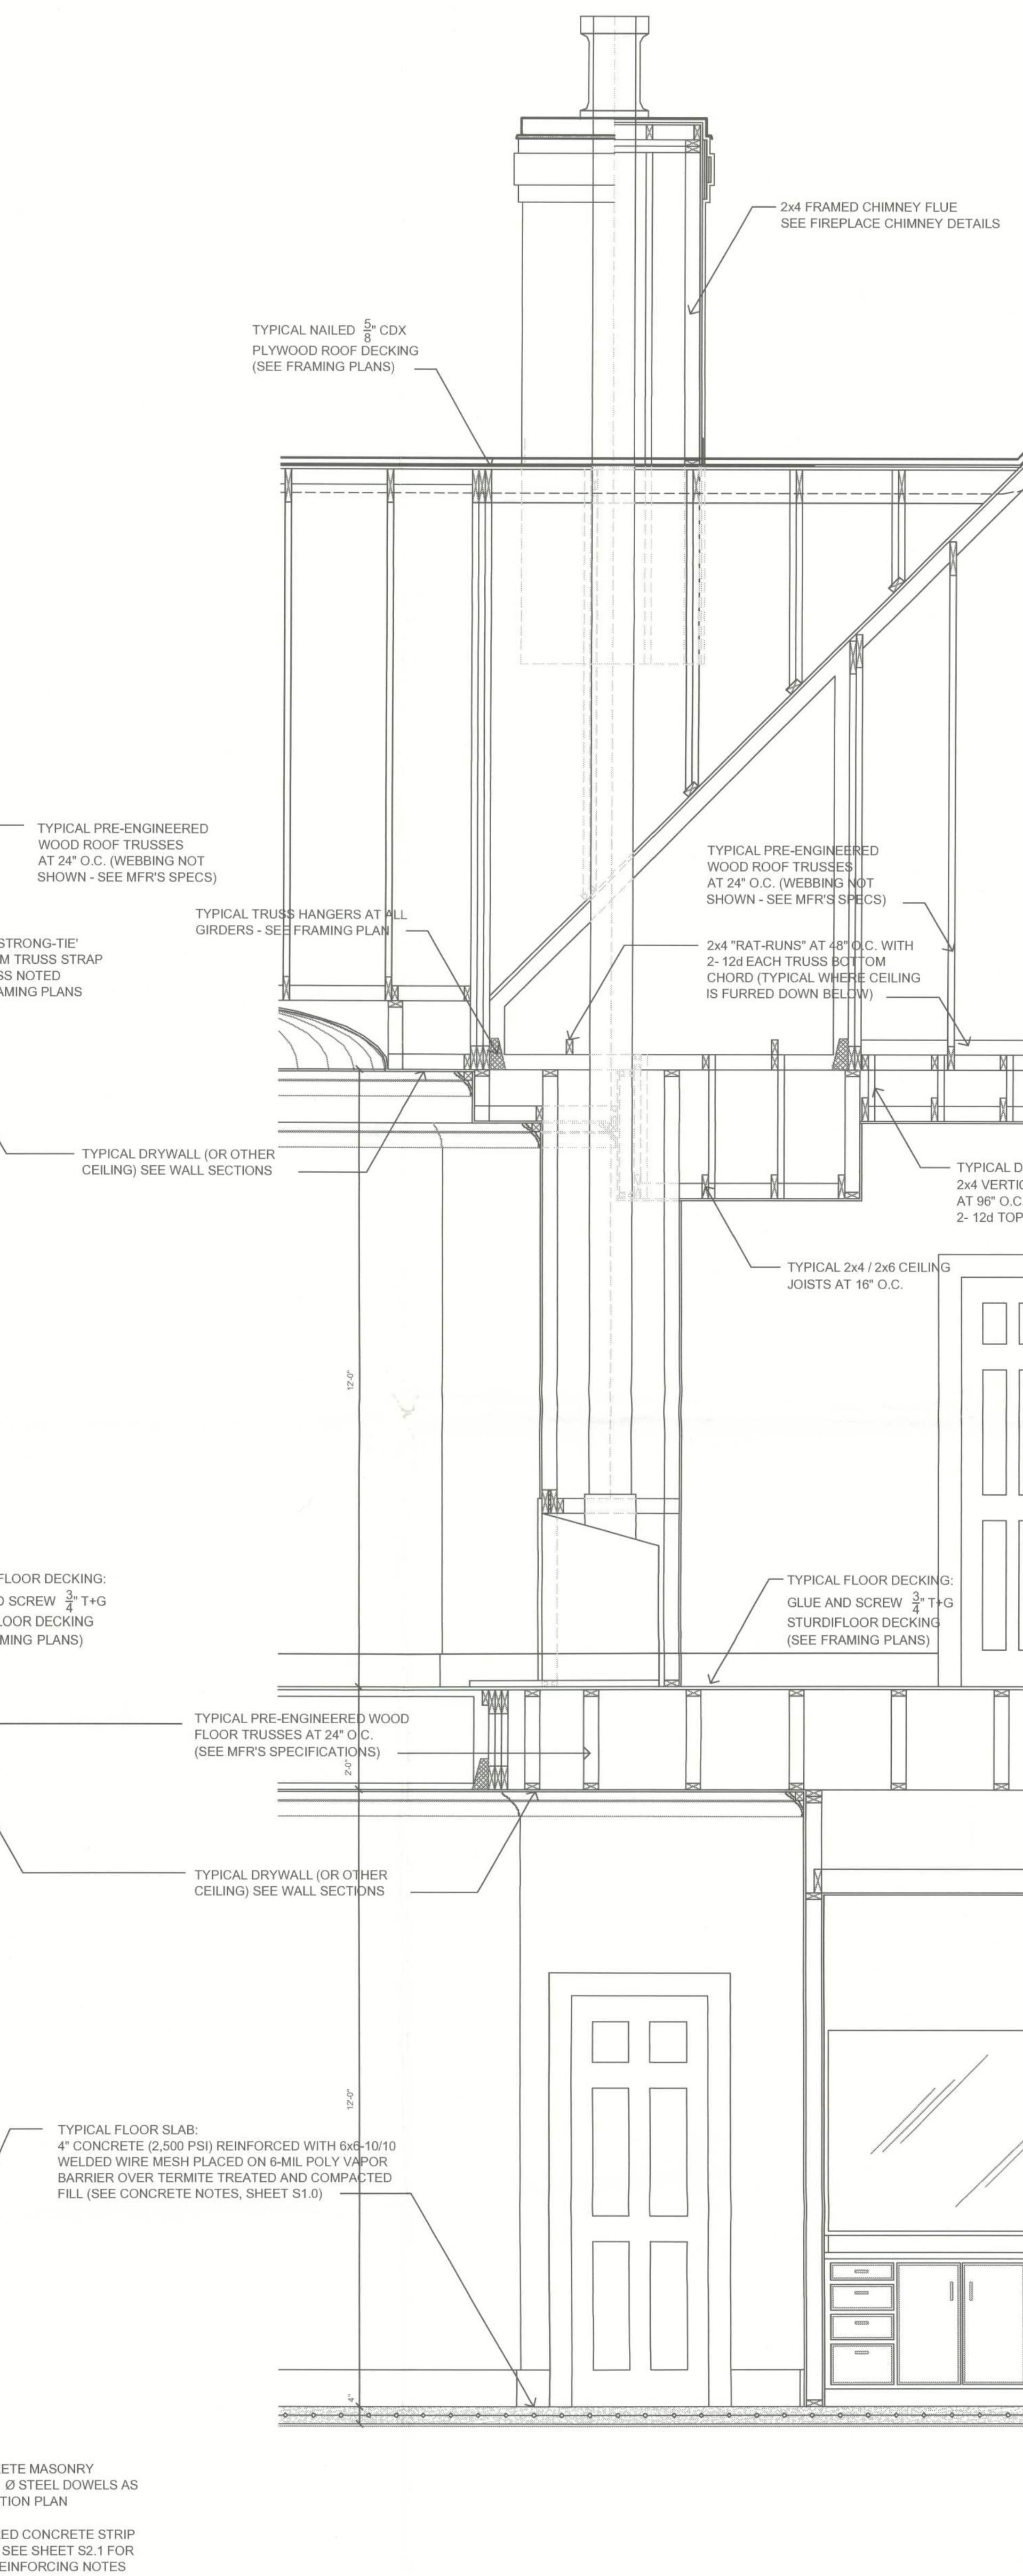 2x4 FRAMED CHIMNEY FLUE
SEE FIREPLACE CHIMNEY DETAILS
TYPICAL NAILED 5/8" CDX
PLYWOOD ROOF DECKING
(SEE FRAMING PLANS)
TYPICAL PRE-ENGINEERED
WOOD ROOF TRUSSES
AT 24" O.C. (WEBBING NOT
SHOWN - SEE MFR'S SPECS)
TYPICAL PRE-ENGINEERED
WOOD ROOF TRUSSES
AT 24" O.C. (WEBBING NOT
SHOWN - SEE MFR'S SPECS)
TYPICAL TRUSS HANGERS AT ALL
GIRDERS - SEE FRAMING PLAN
STRONG-TIE'
M TRUSS STRAP
SS NOTED
AMING PLANS
2x4 "RAT-RUNS" AT 48" O.C. WITH
2- 12d EACH TRUSS BOTTOM
CHORD (TYPICAL WHERE CEILING
IS FURRED DOWN BELOW)
TYPICAL DRYWALL (OR OTHER
CEILING) SEE WALL SECTIONS
TYPICAL D
2x4 VERTIC
AT 96" O.C
2- 12d TOP
TYPICAL 2x4 / 2x6 CEILING
JOISTS AT 16" O.C.
12'-0"
FLOOR DECKING:
D SCREW 3/4" T+G
LOOR DECKING
MING PLANS)
TYPICAL FLOOR DECKING:
GLUE AND SCREW 3/4" T+G
STURDIFLOOR DECKING
(SEE FRAMING PLANS)
TYPICAL PRE-ENGINEERED WOOD
FLOOR TRUSSES AT 24" O.C.
(SEE MFR'S SPECIFICATIONS)
2'-0"
TYPICAL DRYWALL (OR OTHER
CEILING) SEE WALL SECTIONS
12'-0"
TYPICAL FLOOR SLAB:
4" CONCRETE (2,500 PSI) REINFORCED WITH 6x6-10/10
WELDED WIRE MESH PLACED ON 6-MIL POLY VAPOR
BARRIER OVER TERMITE TREATED AND COMPACTED
FILL (SEE CONCRETE NOTES, SHEET S1.0)
4"
ETE MASONRY
Ø STEEL DOWELS AS
TION PLAN
ED CONCRETE STRIP
SEE SHEET S2.1 FOR
EINFORCING NOTES